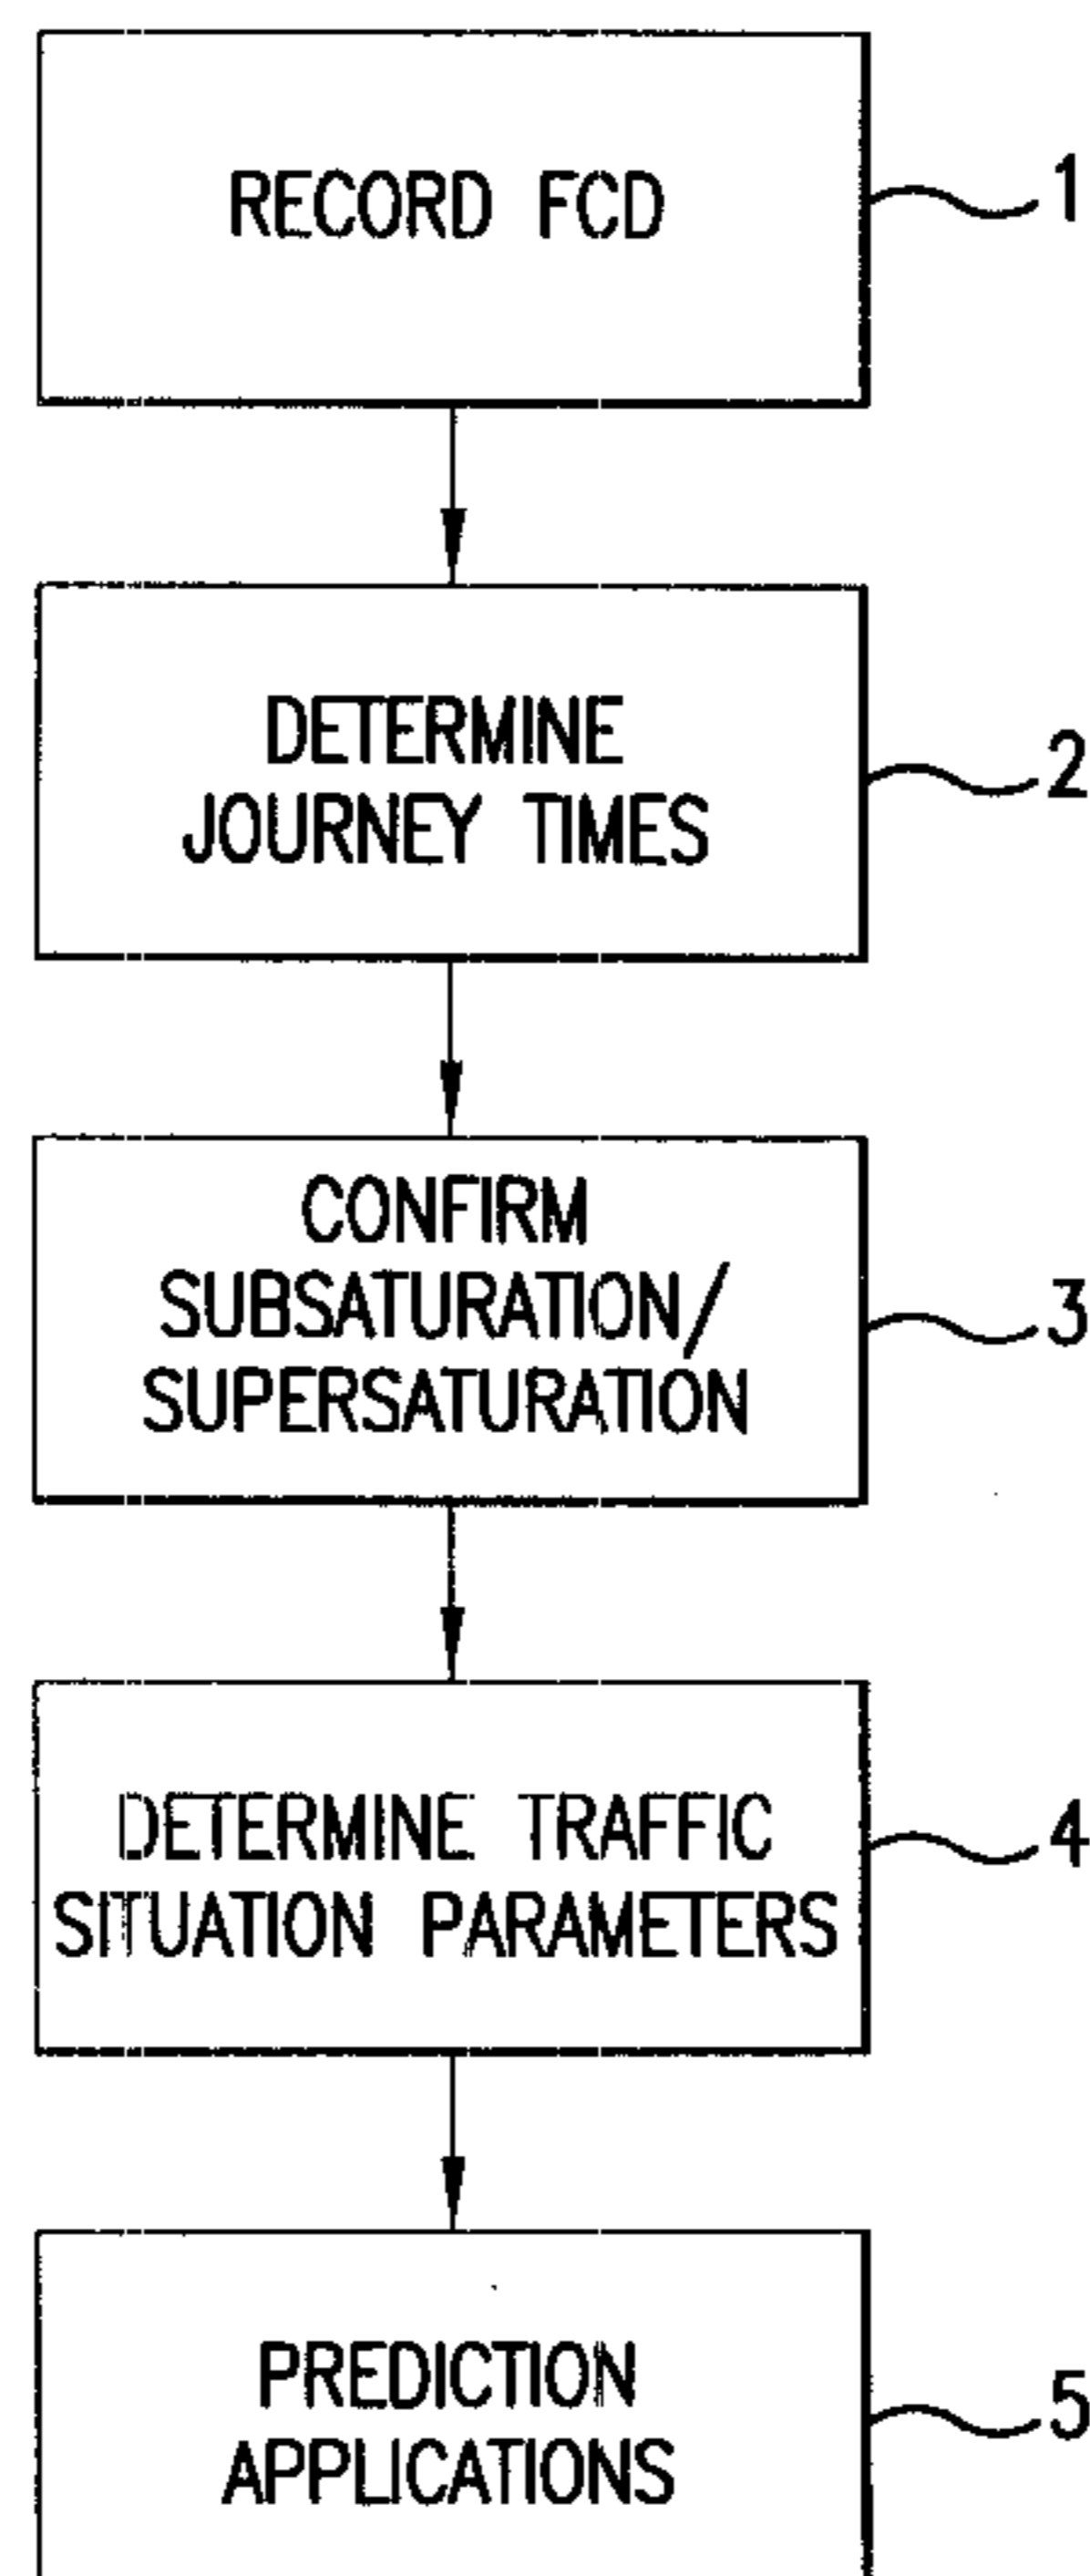 RECORD FCD
1
DETERMINE
JOURNEY TIMES
2
CONFIRM
SUBSATURATION/
SUPERSATURATION
3
DETERMINE TRAFFIC
SITUATION PARAMETERS
4
PREDICTION
APPLICATIONS
5